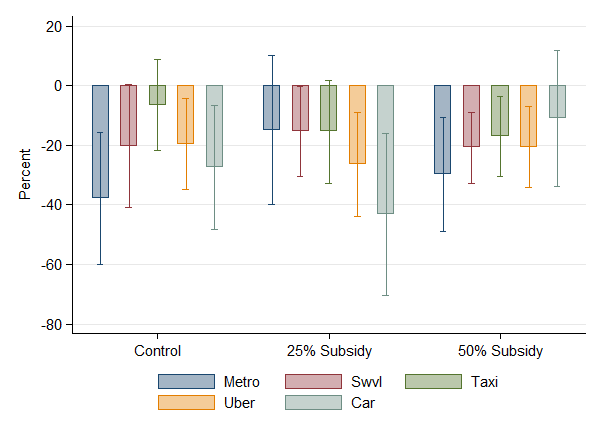 20
0
-20
-40
-60
-80
Percent
Control 25% Subsidy 50% Subsidy
Metro Swvl Taxi
Uber Car